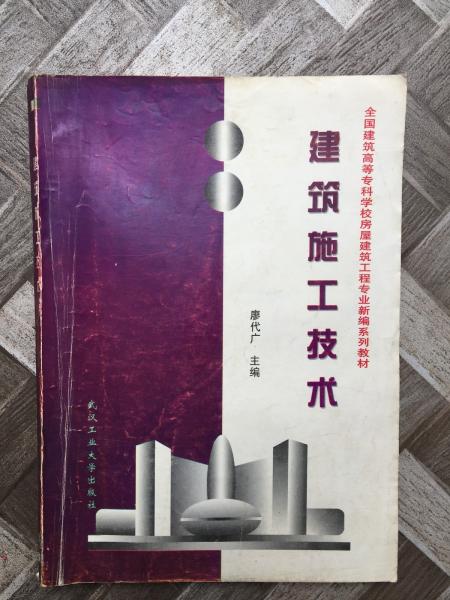 全国建筑高等专科学校房屋建筑工程专业新编系列教材
建筑施工技术
廖代广 主编
武汉工业大学出版社